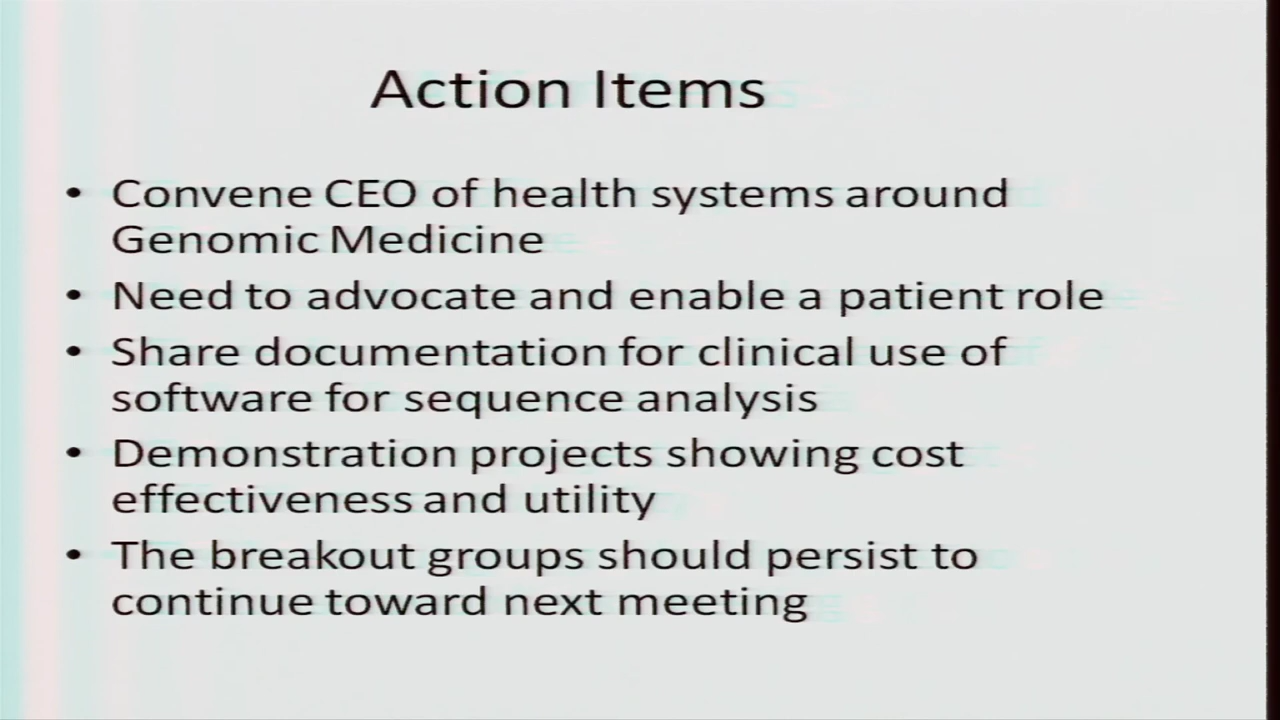 Action Items
• Convene CEO of health systems around
Genomic Medicine
• Need to advocate and enable a patient role
• Share documentation for clinical use of
software for sequence analysis
• Demonstration projects showing cost
effectiveness and utility
• The breakout groups should persist to
continue toward next meeting